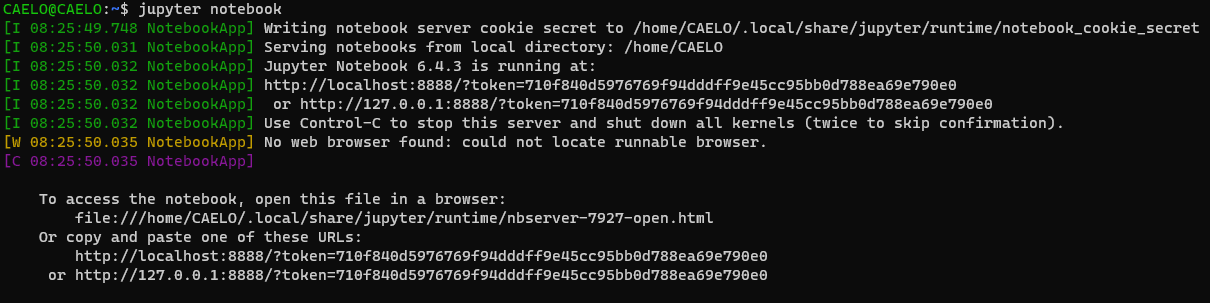 CAELO@CAELO:~$ jupyter notebook
[I 08:25:49.748 NotebookApp] Writing notebook server cookie secret to /home/CAELO/.local/share/jupyter/runtime/notebook_cookie_secret
[I 08:25:50.031 NotebookApp] Serving notebooks from local directory: /home/CAELO
[I 08:25:50.032 NotebookApp] Jupyter Notebook 6.4.3 is running at:
[I 08:25:50.032 NotebookApp] http://localhost:8888/?token=710f840d5976769f94dddff9e45cc95bb0d788ea69e790e0
[I 08:25:50.032 NotebookApp]  or http://127.0.0.1:8888/?token=710f840d5976769f94dddff9e45cc95bb0d788ea69e790e0
[I 08:25:50.032 NotebookApp] Use Control-C to stop this server and shut down all kernels (twice to skip confirmation).
[W 08:25:50.035 NotebookApp] No web browser found: could not locate runnable browser.
[C 08:25:50.035 NotebookApp]
To access the notebook, open this file in a browser:
file:///home/CAELO/.local/share/jupyter/runtime/nbserver-7927-open.html
Or copy and paste one of these URLs:
http://localhost:8888/?token=710f840d5976769f94dddff9e45cc95bb0d788ea69e790e0
or http://127.0.0.1:8888/?token=710f840d5976769f94dddff9e45cc95bb0d788ea69e790e0